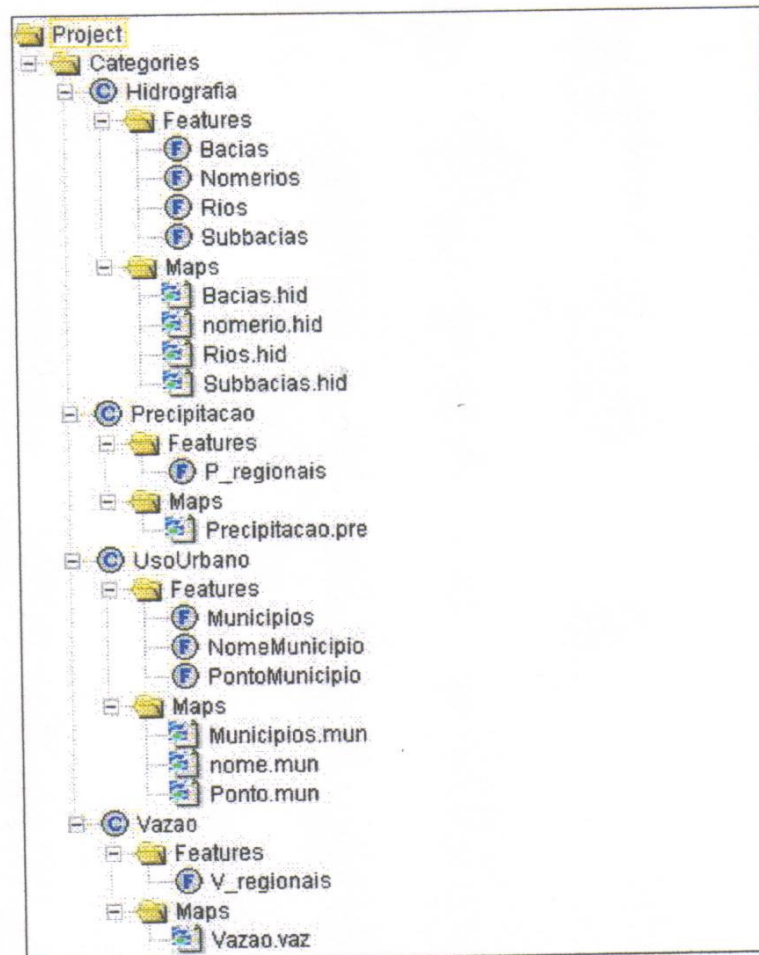 Project
Categories
Hidrografia
Features
Bacias
Nomerios
Rios
Subbacias
Maps
Bacias.hid
nomerio.hid
Rios.hid
Subbacias.hid
Precipitacao
Features
P_regionais
Maps
Precipitacao.pre
UsoUrbano
Features
Municipios
NomeMunicipio
PontoMunicipio
Maps
Municipios.mun
nome.mun
Ponto.mun
Vazao
Features
V_regionais
Maps
Vazao.vaz